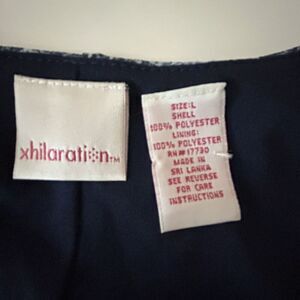 xhilaration™
SIZE:L
SHELL
100% POLYESTER
LINING:
100% POLYESTER
RN#17730
MADE IN
SRI LANKA
SEE REVERSE
FOR CARE
INSTRUCTIONS